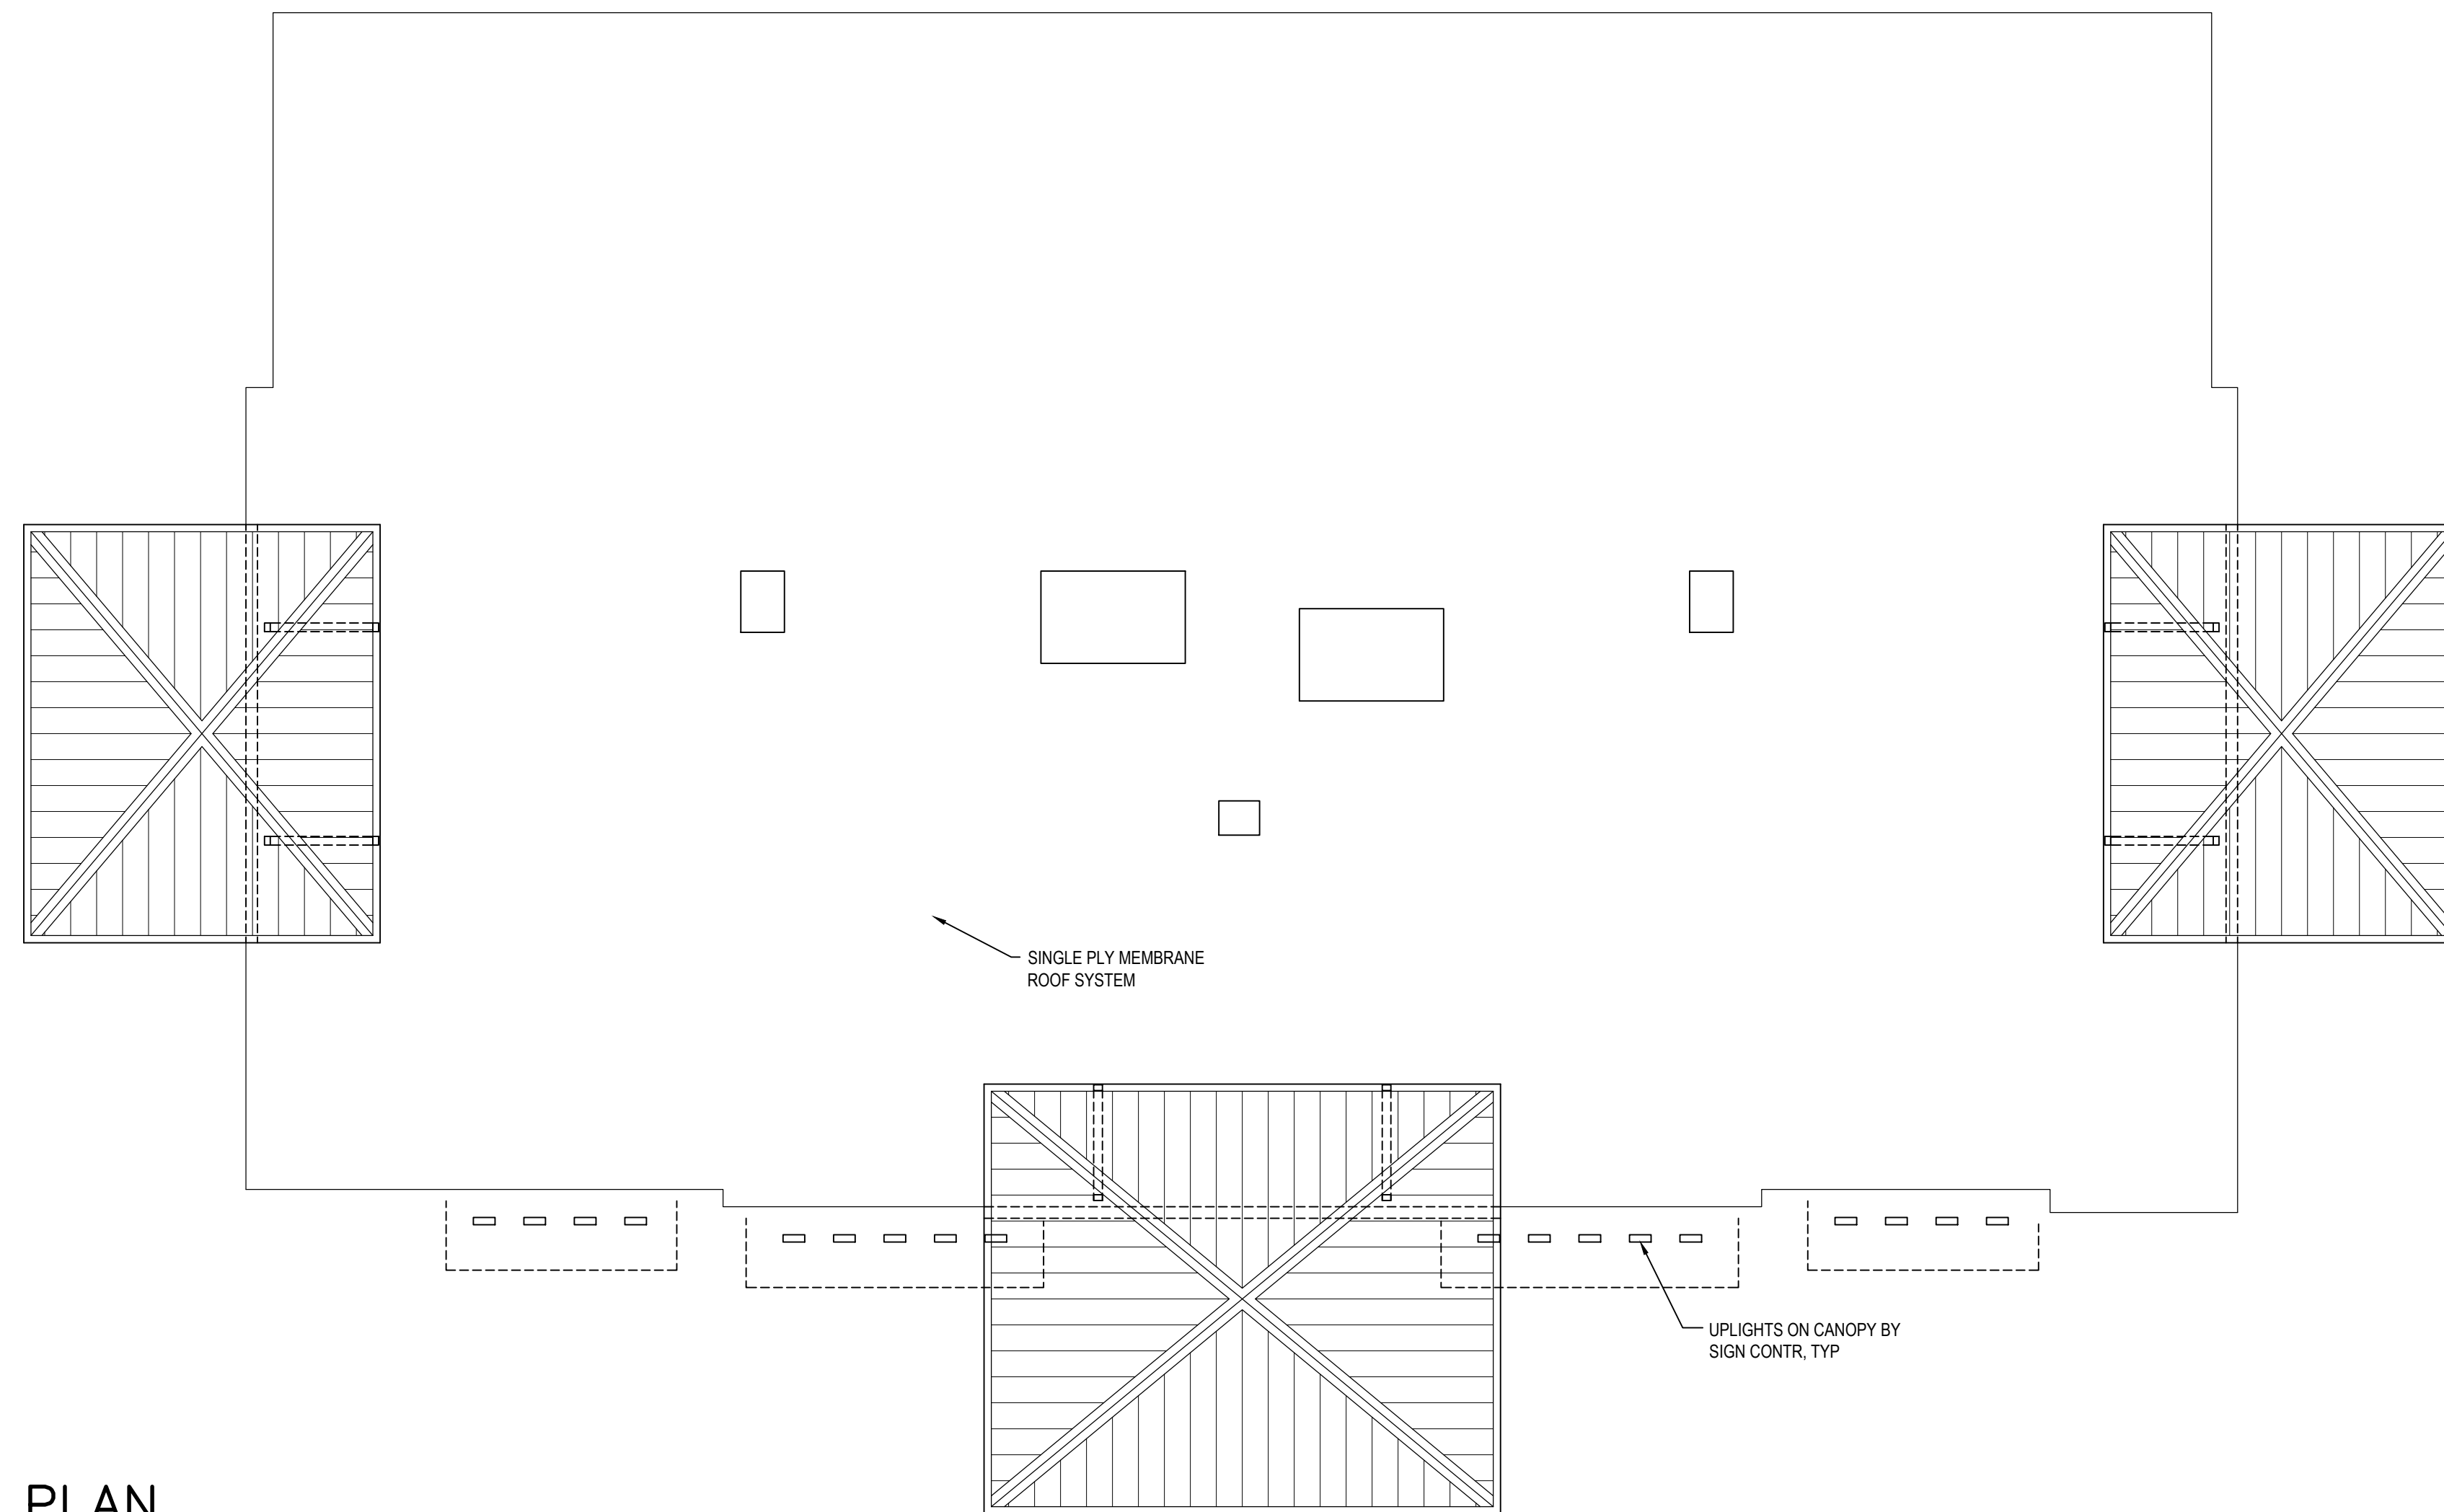 SINGLE PLY MEMBRANE
ROOF SYSTEM
UPLIGHTS ON CANOPY BY
SIGN CONTR, TYP
PLAN